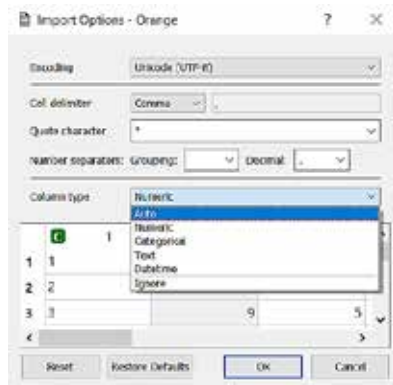 Import Options - Orange ? ×
Encoding Unicode (UTF-8)
Cell delimiter Comma ,
Quote character "
Number separators: Grouping: Decimal: .
Column type Numeric
Auto
Numeric
Categorical
Text
Datetime
Ignore
C 1
1 1
2 2
3 3 9 5
Reset Restore Defaults OK Cancel